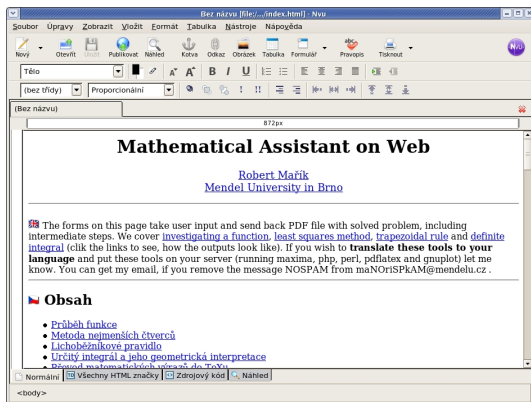 Bez názvu [file:/.../index.html] - Nvu
Soubor Úpravy Zobrazit Vložit Formát Tabulka Nástroje Nápověda
Nový Otevřít Uložit Publikovat Náhled Kotva Odkaz Obrázek Tabulka Formulář Pravopis Tisknout
Tělo
(bez třídy) Proporcionální
(Bez názvu)
872px
Mathematical Assistant on Web
Robert Mařík
Mendel University in Brno
The forms on this page take user input and send back PDF file with solved problem, including
intermediate steps. We cover investigating a function, least squares method, trapezoidal rule and definite
integral (clik the links to see, how the outputs look like). If you wish to translate these tools to your
language and put these tools on your server (running maxima, php, perl, pdflatex and gnuplot) let me
know. You can get my email, if you remove the message NOSPAM from maNOriSPkAM@mendelu.cz .
Obsah
Průběh funkce
Metoda nejmenších čtverců
Lichoběžníkové pravidlo
Určitý integrál a jeho geometrická interpretace
Převod matematických výrazů do TeXu
Normální Všechny HTML značky Zdrojový kód Náhled
<body>